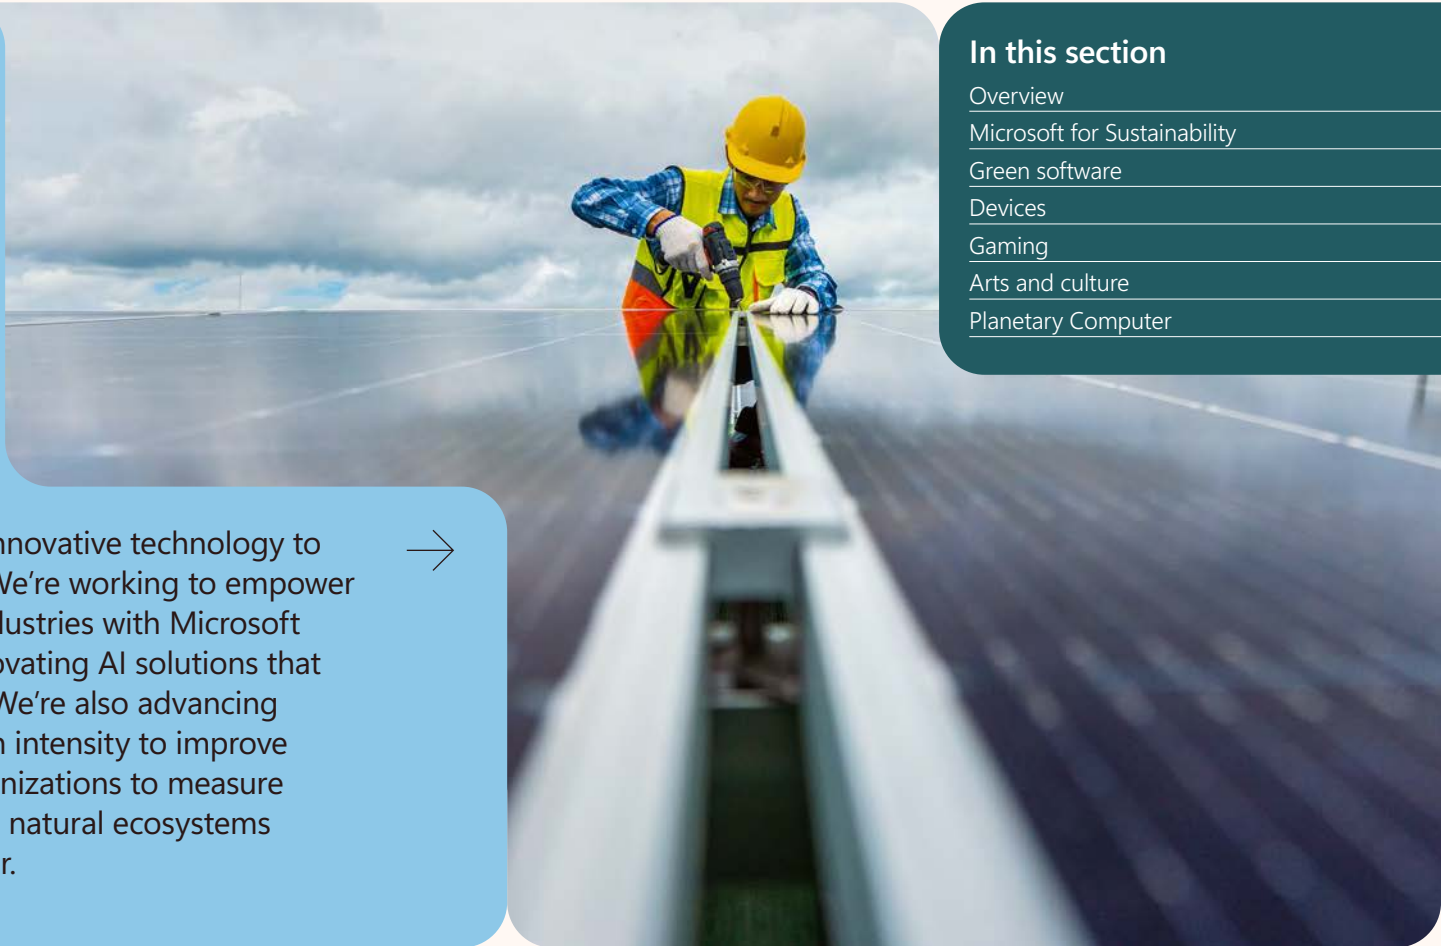 In this section
Overview
Microsoft for Sustainability
Green software
Devices
Gaming
Arts and culture
Planetary Computer
innovative technology to
We’re working to empower
dustries with Microsoft
ovating AI solutions that
We’re also advancing
n intensity to improve
nizations to measure
natural ecosystems
r.